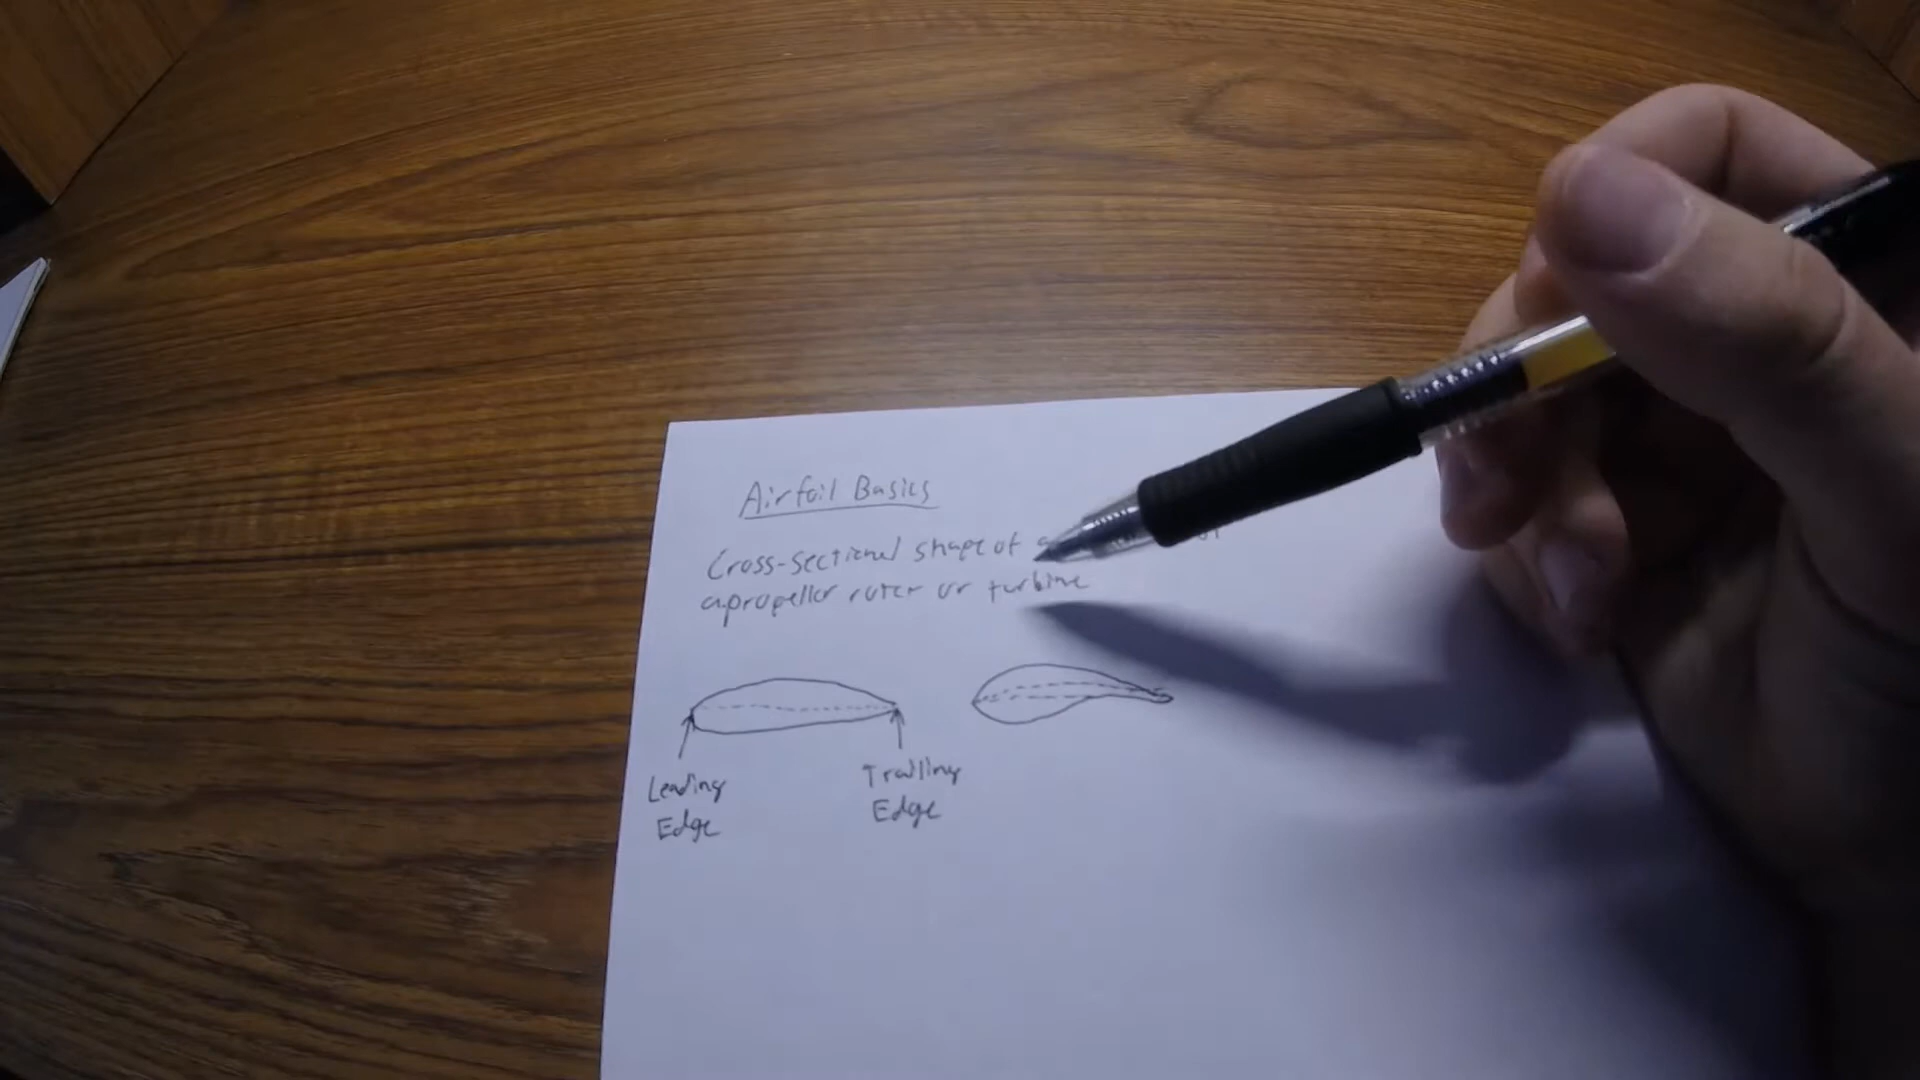 Airfoil Basics
Cross-sectional shape of
a propeller rotor or turbine
Leading
Edge
Trailing
Edge